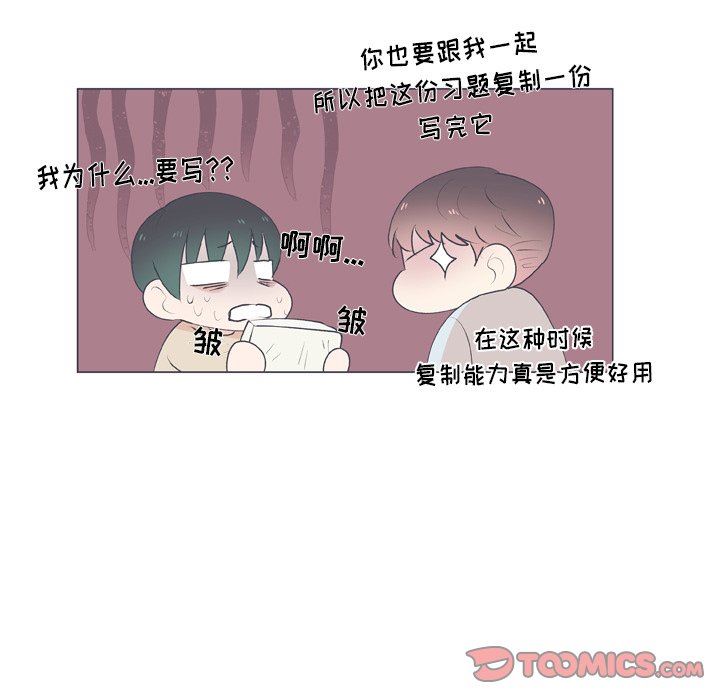 你也要跟我一起
所以把这份习题复制一份
写完它
我为什么...要写??
啊啊...
皱
皱
在这种时候
复制能力真是方便好用
TOOMICS.COM